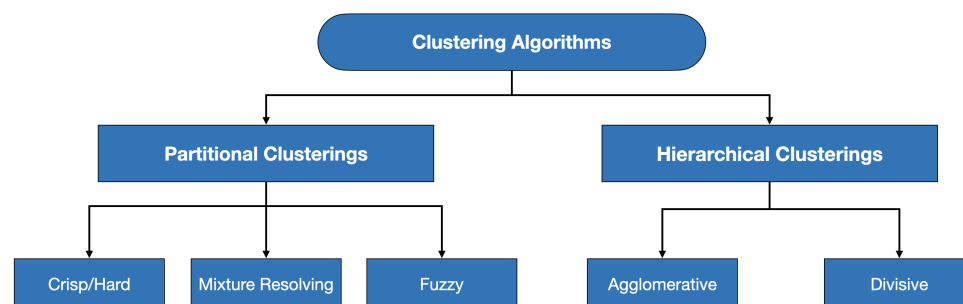 Clustering Algorithms
Partitional Clusterings
Hierarchical Clusterings
Crisp/Hard
Mixture Resolving
Fuzzy
Agglomerative
Divisive